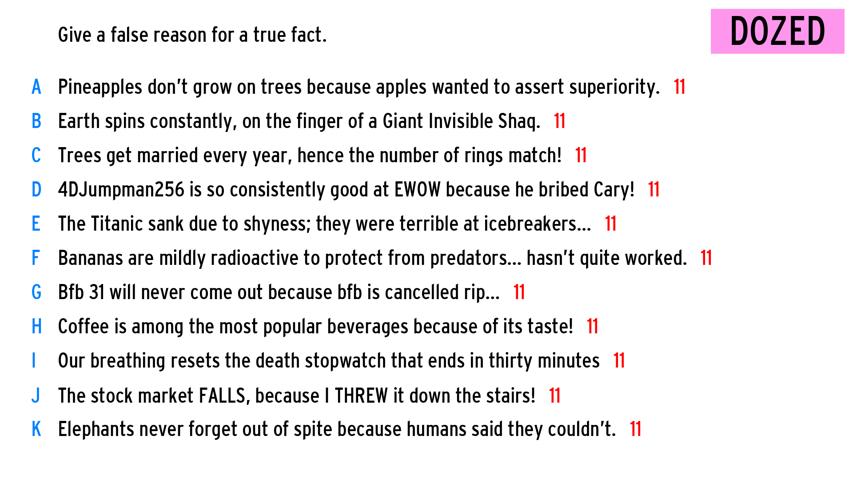 Give a false reason for a true fact.
DOZED
A Pineapples don't grow on trees because apples wanted to assert superiority. 11
B Earth spins constantly, on the finger of a Giant Invisible Shaq. 11
C Trees get married every year, hence the number of rings match! 11
D 4DJumpman256 is so consistently good at EWOW because he bribed Cary! 11
E The Titanic sank due to shyness; they were terrible at icebreakers... 11
F Bananas are mildly radioactive to protect from predators... hasn't quite worked. 11
G Bfb 31 will never come out because bfb is cancelled rip... 11
H Coffee is among the most popular beverages because of its taste! 11
I Our breathing resets the death stopwatch that ends in thirty minutes 11
J The stock market FALLS, because I THREW it down the stairs! 11
K Elephants never forget out of spite because humans said they couldn't. 11